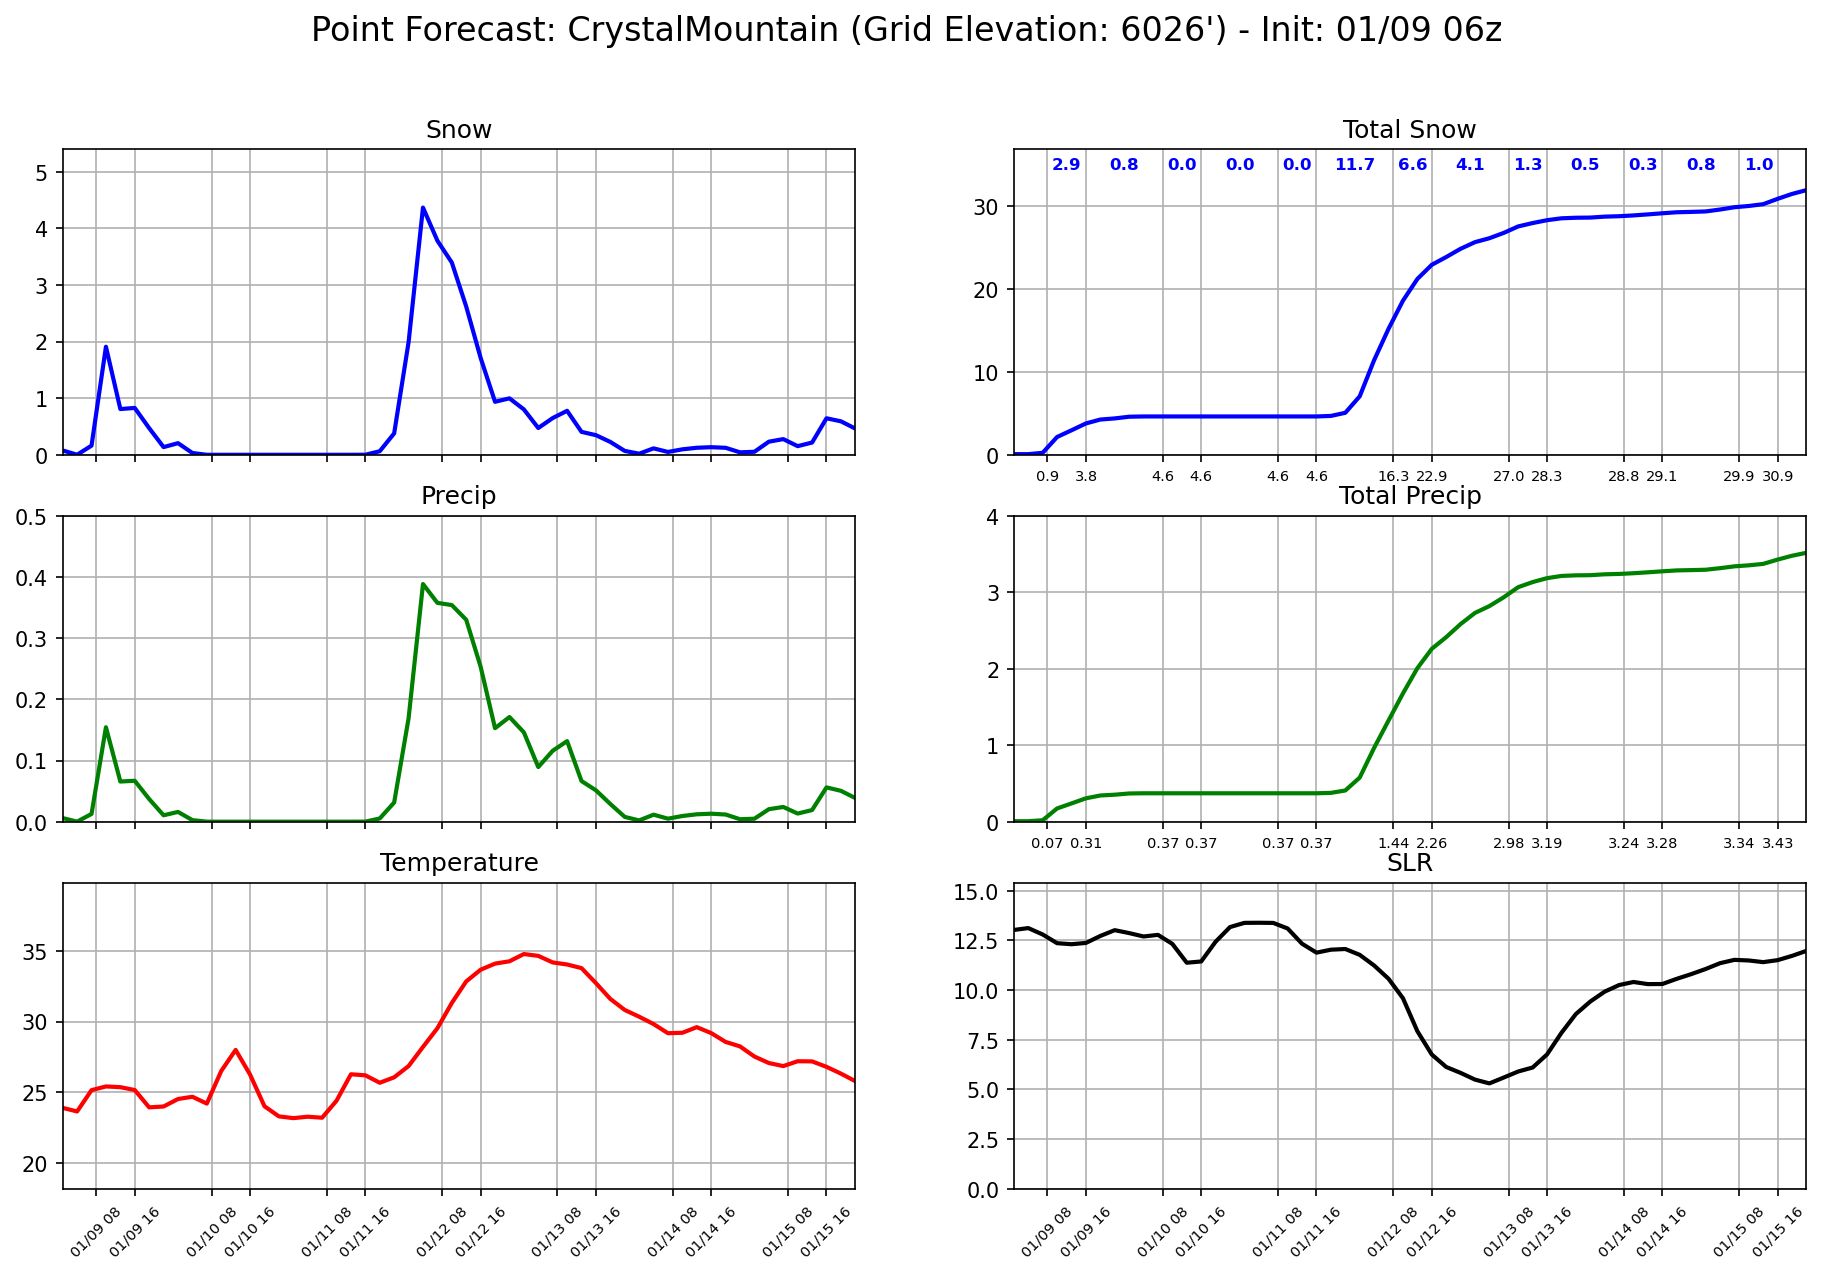 Point Forecast: CrystalMountain (Grid Elevation: 6026') - Init: 01/09 06z
Snow
5
4
3
2
1
0
Total Snow
2.9 0.8 0.0 0.0 0.0 11.7 6.6 4.1 1.3 0.5 0.3 0.8 1.0
30
20
10
0
0.9 3.8 4.6 4.6 4.6 4.6 16.3 22.9 27.0 28.3 28.8 29.1 29.9 30.9
Precip
0.5
0.4
0.3
0.2
0.1
0.0
Total Precip
4
3
2
1
0
0.07 0.31 0.37 0.37 0.37 0.37 1.44 2.26 2.98 3.19 3.24 3.28 3.34 3.43
Temperature
35
30
25
20
01/09 08 01/09 16 01/10 08 01/10 16 01/11 08 01/11 16 01/12 08 01/12 16 01/13 08 01/13 16 01/14 08 01/14 16 01/15 08 01/15 16
SLR
15.0
12.5
10.0
7.5
5.0
2.5
0.0
01/09 08 01/09 16 01/10 08 01/10 16 01/11 08 01/11 16 01/12 08 01/12 16 01/13 08 01/13 16 01/14 08 01/14 16 01/15 08 01/15 16